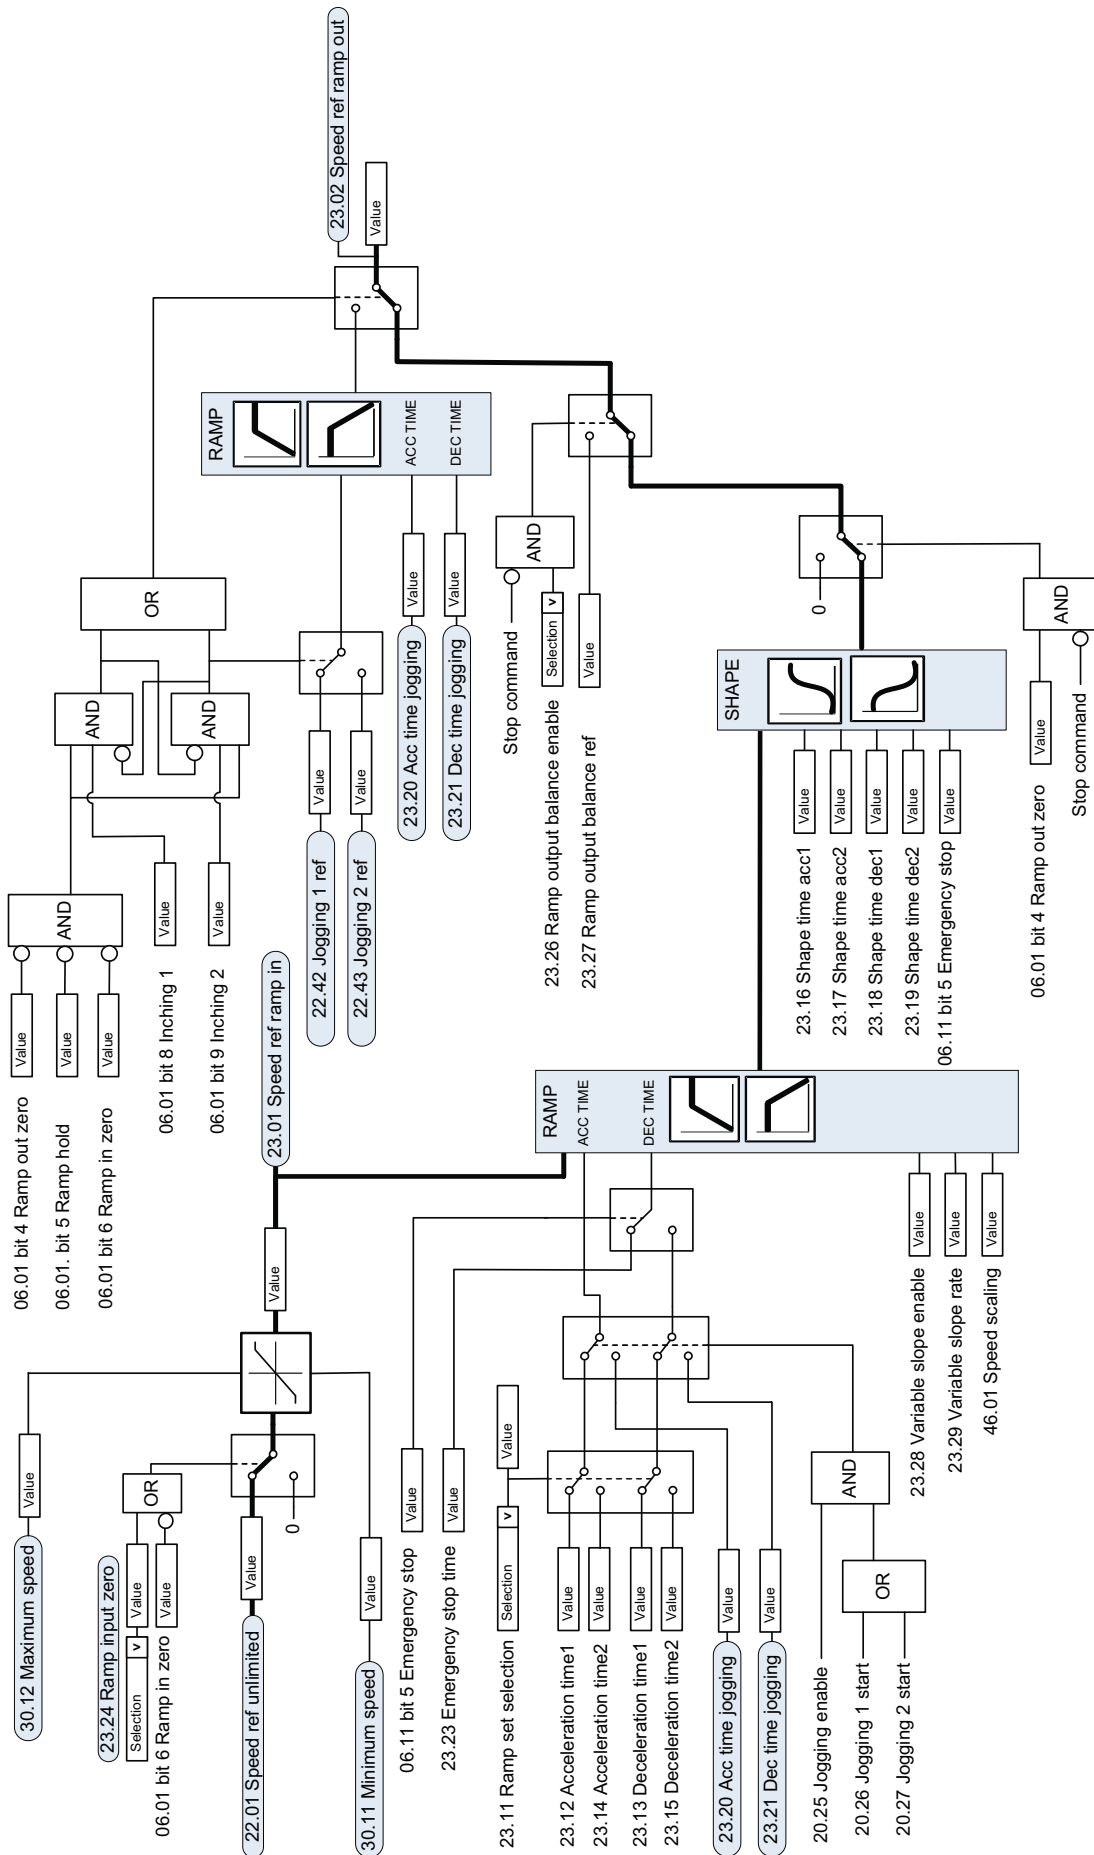 30.12 Maximum speed
Value
23.24 Ramp input zero
Selection
v
Value
OR
06.01 bit 6 Ramp in zero
Value
22.01 Speed ref unlimited
Value
0
30.11 Minimum speed
Value
Value
23.01 Speed ref ramp in
06.11 bit 5 Emergency stop
Value
23.23 Emergency stop time
Value
23.11 Ramp set selection
Selection
v
Value
23.12 Acceleration time1
Value
23.14 Acceleration time2
Value
23.13 Deceleration time1
Value
23.15 Deceleration time2
Value
23.20 Acc time jogging
Value
23.21 Dec time jogging
Value
20.25 Jogging enable
AND
20.26 Jogging 1 start
OR
20.27 Jogging 2 start
RAMP
ACC TIME
DEC TIME
23.28 Variable slope enable
Value
23.29 Variable slope rate
Value
46.01 Speed scaling
Value
06.01 bit 4 Ramp out zero
Value
06.01. bit 5 Ramp hold
Value
AND
06.01 bit 6 Ramp in zero
Value
06.01 bit 8 Inching 1
Value
06.01 bit 9 Inching 2
Value
AND
AND
OR
22.42 Jogging 1 ref
Value
22.43 Jogging 2 ref
Value
23.20 Acc time jogging
Value
23.21 Dec time jogging
Value
RAMP
ACC TIME
DEC TIME
Stop command
AND
23.26 Ramp output balance enable
Selection
v
23.27 Ramp output balance ref
Value
SHAPE
23.16 Shape time acc1
Value
23.17 Shape time acc2
Value
23.18 Shape time dec1
Value
23.19 Shape time dec2
Value
06.11 bit 5 Emergency stop
Value
0
06.01 bit 4 Ramp out zero
Value
AND
Stop command
23.02 Speed ref ramp out
Value